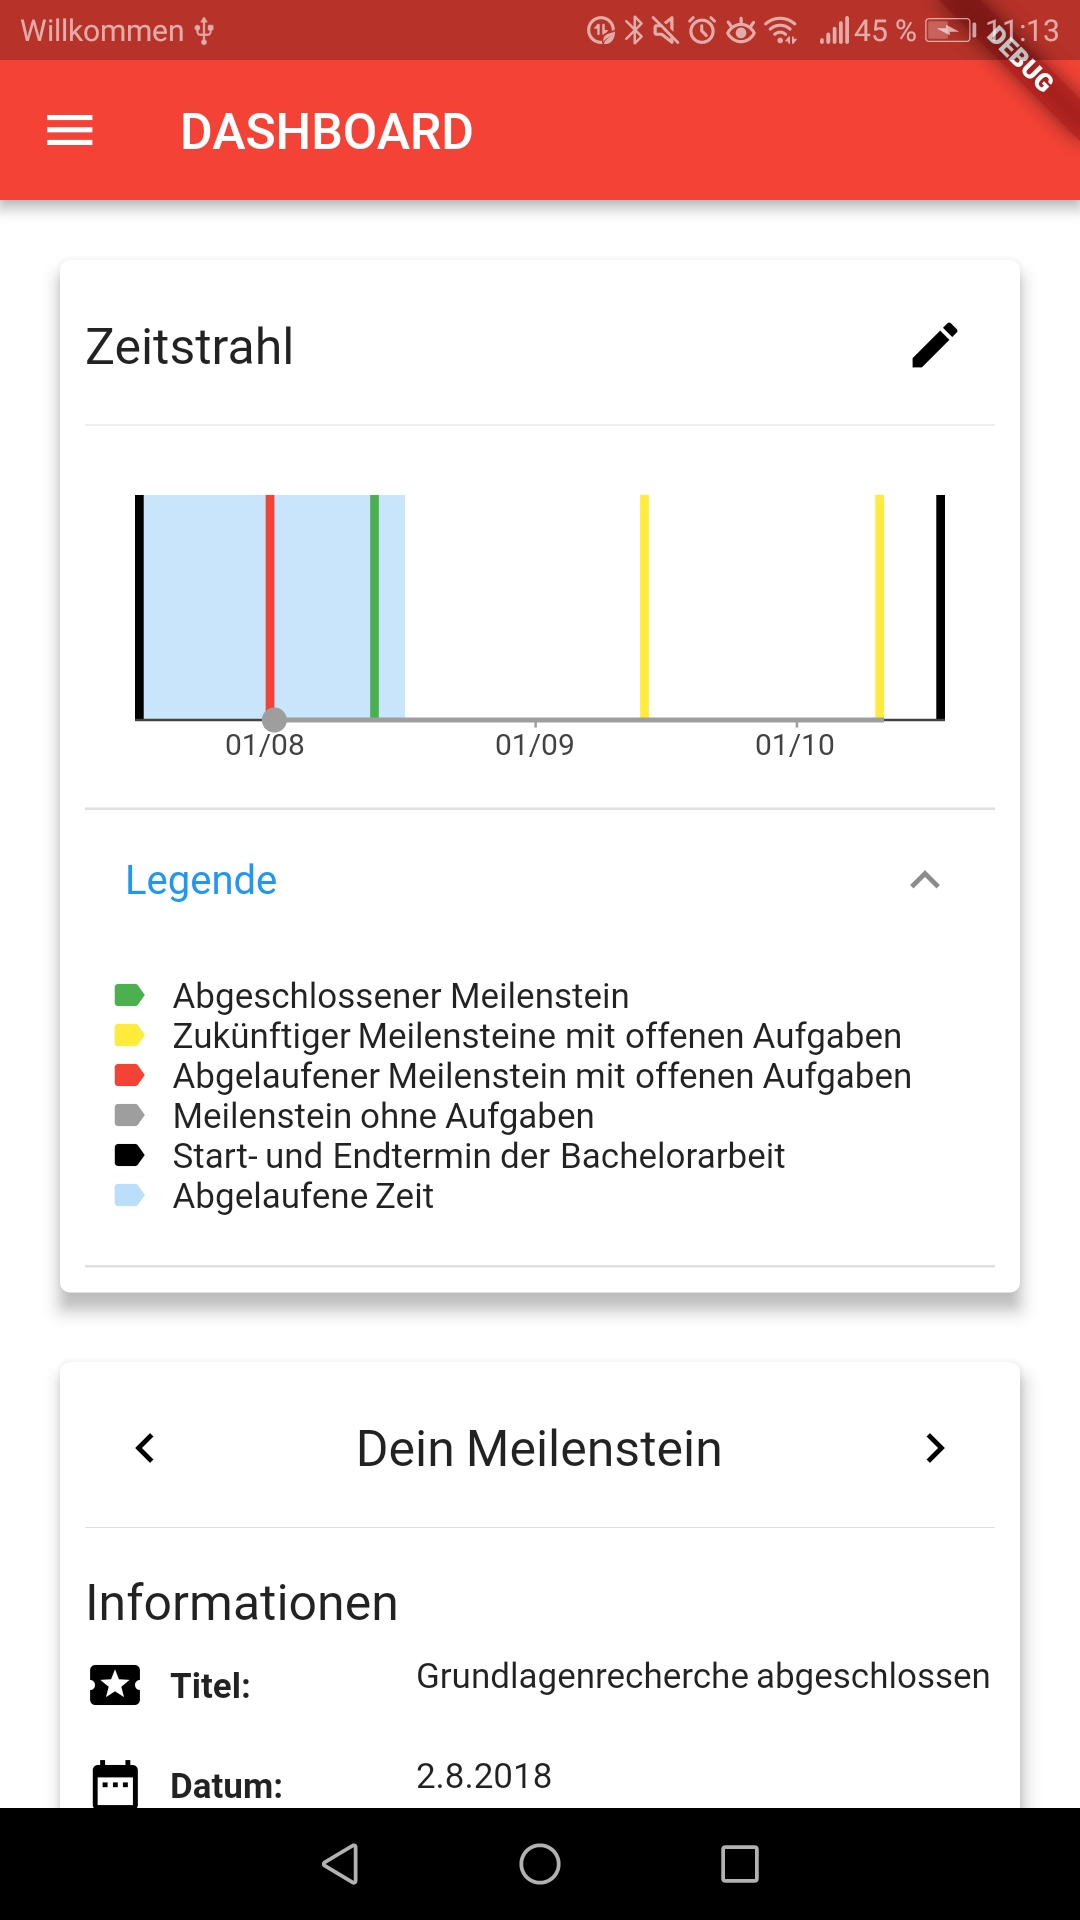 Willkommen 45 % 11:13
DEBUG
DASHBOARD
Zeitstrahl
01/08 01/09 01/10
Legende
Abgeschlossener Meilenstein
Zukünftiger Meilensteine mit offenen Aufgaben
Abgelaufener Meilenstein mit offenen Aufgaben
Meilenstein ohne Aufgaben
Start- und Endtermin der Bachelorarbeit
Abgelaufene Zeit
Dein Meilenstein
Informationen
Titel: Grundlagenrecherche abgeschlossen
Datum: 2.8.2018